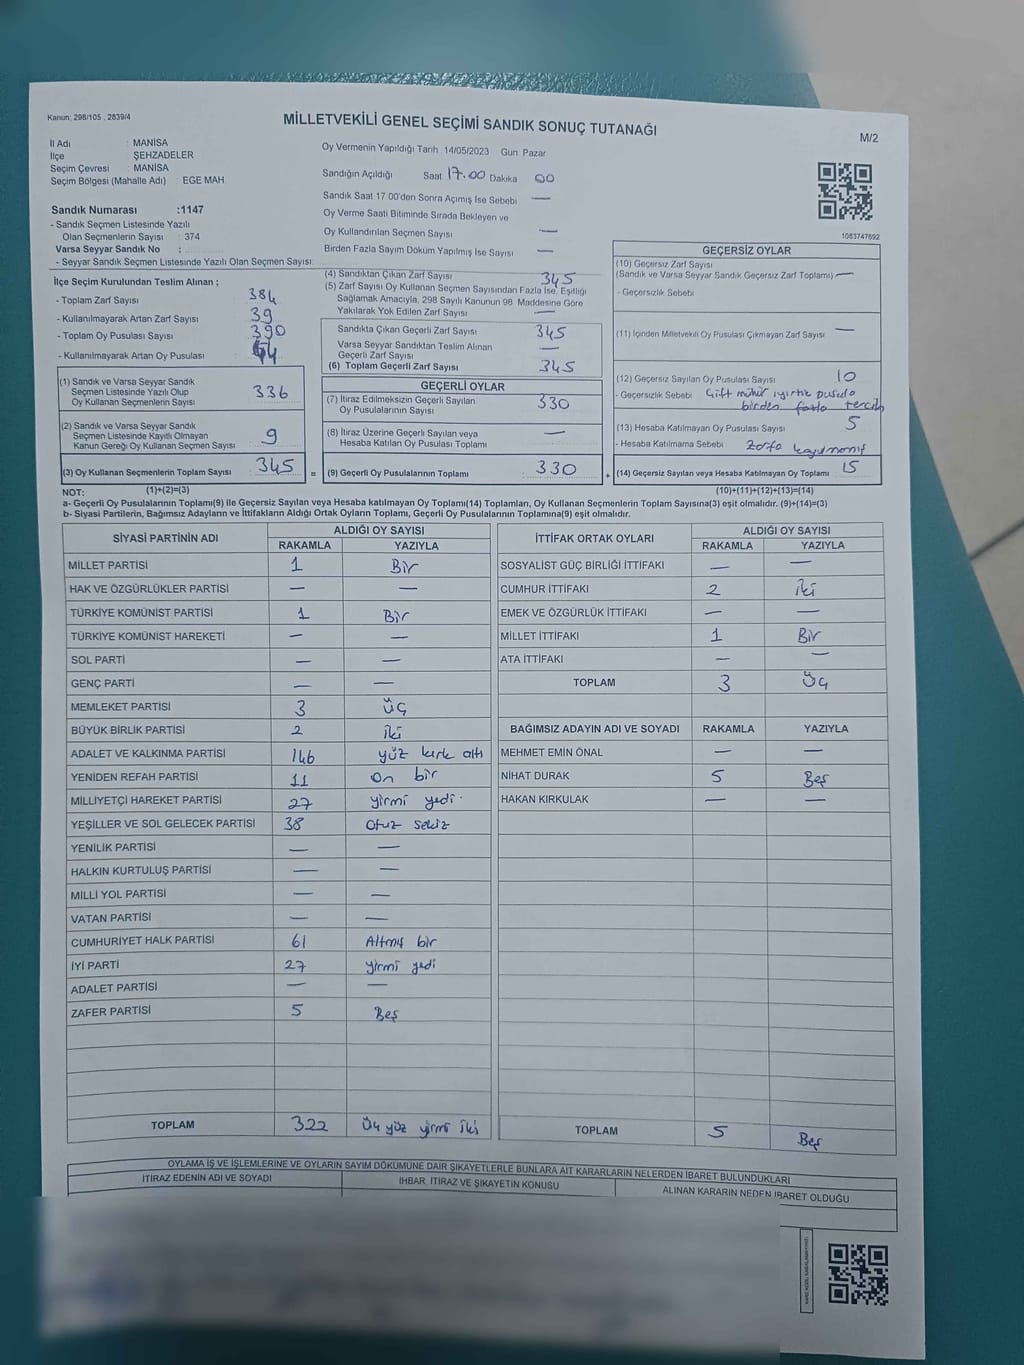 Kanun: 298/105 , 2839/4
MİLLETVEKİLİ GENEL SEÇİMİ SANDIK SONUÇ TUTANAĞI
M/2
İl Adı : MANİSA
İlçe : ŞEHZADELER
Seçim Çevresi : MANİSA
Seçim Bölgesi (Mahalle Adı) : EGE MAH
Oy Vermenin Yapıldığı Tarih : 14/05/2023 Gün: Pazar
Sandığın Açıldığı Saat 17.00 Dakika 00
Sandık Saat 17:00'den Sonra Açımış İse Sebebi —
Oy Verme Saati Bitiminde Sırada Bekleyen ve
Oy Kullandırılan Seçmen Sayısı —
Birden Fazla Sayım Döküm Yapılmış İse Sayısı —
1083747692
Sandık Numarası :1147
- Sandık Seçmen Listesinde Yazılı
Olan Seçmenlerin Sayısı : 374
Varsa Seyyar Sandık No :
- Seyyar Sandık Seçmen Listesinde Yazılı Olan Seçmen Sayısı:
İlçe Seçim Kurulundan Teslim Alınan ;
- Toplam Zarf Sayısı 384
- Kullanılmayarak Artan Zarf Sayısı 39
- Toplam Oy Pusulası Sayısı 390
- Kullanılmayarak Artan Oy Pusulası
(1) Sandık ve Varsa Seyyar Sandık
Seçmen Listesinde Yazılı Olup
Oy Kullanan Seçmenlerin Sayısı 336
(2) Sandık ve Varsa Seyyar Sandık
Seçmen Listesinde Kayıtlı Olmayan
Kanun Gereği Oy Kullanan Seçmen Sayısı 9
(3) Oy Kullanan Seçmenlerin Toplam Sayısı 345 =
(4) Sandıktan Çıkan Zarf Sayısı 345
(5) Zarf Sayısı Oy Kullanan Seçmen Sayısından Fazla İse, Eşitliği
Sağlamak Amacıyla, 298 Sayılı Kanunun 98. Maddesine Göre
Yakılarak Yok Edilen Zarf Sayısı —
Sandıkta Çıkan Geçerli Zarf Sayısı 345
Varsa Seyyar Sandıktan Teslim Alınan
Geçerli Zarf Sayısı —
(6) Toplam Geçerli Zarf Sayısı 345
GEÇERLİ OYLAR
(7) İtiraz Edilmeksizin Geçerli Sayılan
Oy Pusulalarının Sayısı 330
(8) İtiraz Üzerine Geçerli Sayılan veya
Hesaba Katılan Oy Pusulası Toplamı —
(9) Geçerli Oy Pusulalarının Toplamı 330 +
GEÇERSİZ OYLAR
(10) Geçersiz Zarf Sayısı
(Sandık ve Varsa Seyyar Sandık Geçersiz Zarf Toplamı) —
- Geçersizlik Sebebi :
(11) İçinden Milletvekili Oy Pusulası Çıkmayan Zarf Sayısı —
(12) Geçersiz Sayılan Oy Pusulası Sayısı 10
- Geçersizlik Sebebi : Çift mühür
birden fazla tercih
(13) Hesaba Katılmayan Oy Pusulası Sayısı 5
- Hesaba Katılmama Sebebi : zarfa
(14) Geçersiz Sayılan veya Hesaba Katılmayan Oy Toplamı 15
NOT: (1)+(2)=(3) (10)+(11)+(12)+(13)=(14)
a- Geçerli Oy Pusulalarının Toplamı(9) ile Geçersiz Sayılan veya Hesaba katılmayan Oy Toplamı(14) Toplamları, Oy Kullanan Seçmenlerin Toplam Sayısına(3) eşit olmalıdır. (9)+(14)=(3)
b- Siyasi Partilerin, Bağımsız Adayların ve İttifakların Aldığı Ortak Oyların Toplamı, Geçerli Oy Pusulalarının Toplamına(9) eşit olmalıdır.
SİYASİ PARTİNİN ADI ALDIĞI OY SAYISI
RAKAMLA YAZIYLA
MİLLET PARTİSİ 1 Bir
HAK VE ÖZGÜRLÜKLER PARTİSİ — —
TÜRKİYE KOMÜNİST PARTİSİ 1 Bir
TÜRKİYE KOMÜNİST HAREKETİ — —
SOL PARTİ — —
GENÇ PARTİ — —
MEMLEKET PARTİSİ 3 üç
BÜYÜK BİRLİK PARTİSİ 2 iki
ADALET VE KALKINMA PARTİSİ 146 yüz kırk altı
YENİDEN REFAH PARTİSİ 11 on bir
MİLLİYETÇİ HAREKET PARTİSİ 27 yirmi yedi
YEŞİLLER VE SOL GELECEK PARTİSİ 38 otuz sekiz
YENİLİK PARTİSİ — —
HALKIN KURTULUŞ PARTİSİ — —
MİLLİ YOL PARTİSİ — —
VATAN PARTİSİ — —
CUMHURİYET HALK PARTİSİ 61 Altmış bir
İYİ PARTİ 27 yirmi yedi
ADALET PARTİSİ — —
ZAFER PARTİSİ 5 Beş
TOPLAM 322 Üç yüz yirmi iki
İTTİFAK ORTAK OYLARI ALDIĞI OY SAYISI
RAKAMLA YAZIYLA
SOSYALİST GÜÇ BİRLİĞİ İTTİFAKI — —
CUMHUR İTTİFAKI 2 iki
EMEK VE ÖZGÜRLÜK İTTİFAKI — —
MİLLET İTTİFAKI 1 Bir
ATA İTTİFAKI — —
TOPLAM 3 üç
BAĞIMSIZ ADAYIN ADI VE SOYADI RAKAMLA YAZIYLA
MEHMET EMİN ÖNAL — —
NİHAT DURAK 5 Beş
HAKAN KIRKULAK — —
TOPLAM 5 Beş
OYLAMA İŞ VE İŞLEMLERİNE VE OYLARIN SAYIM DÖKÜMÜNE DAİR ŞİKAYETLERLE BUNLARA AİT KARARLARIN NELERDEN İBARET BULUNDUKLARI
İTİRAZ EDENİN ADI VE SOYADI İHBAR, İTİRAZ VE ŞİKAYETİN KONUSU ALINAN KARARIN NEDEN İBARET OLDUĞU